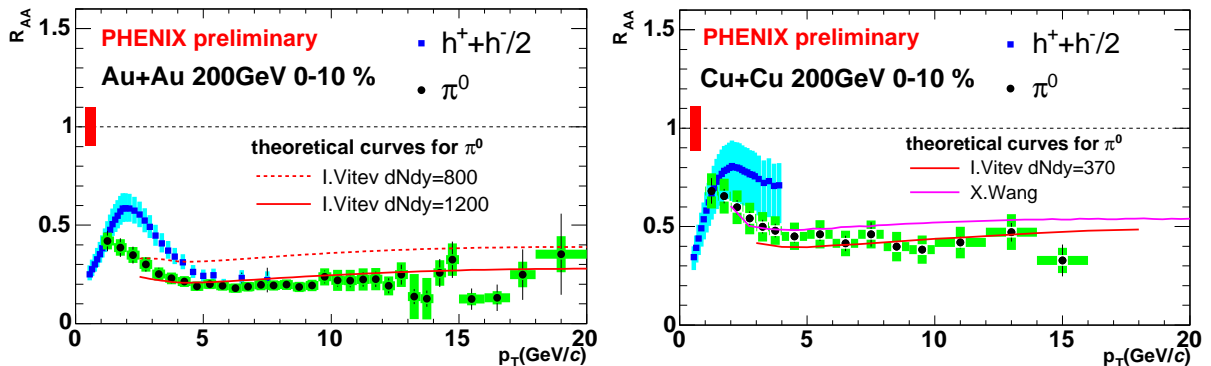 R_AA
1.5
1
0.5
0
PHENIX preliminary
Au+Au 200GeV 0-10 %
h⁺+h⁻/2
π⁰
theoretical curves for π⁰
I.Vitev dNdy=800
I.Vitev dNdy=1200
0 5 10 15 20
p_T(GeV/c)
R_AA
1.5
1
0.5
0
PHENIX preliminary
Cu+Cu 200GeV 0-10 %
h⁺+h⁻/2
π⁰
theoretical curves for π⁰
I.Vitev dNdy=370
X.Wang
0 5 10 15 20
p_T(GeV/c)